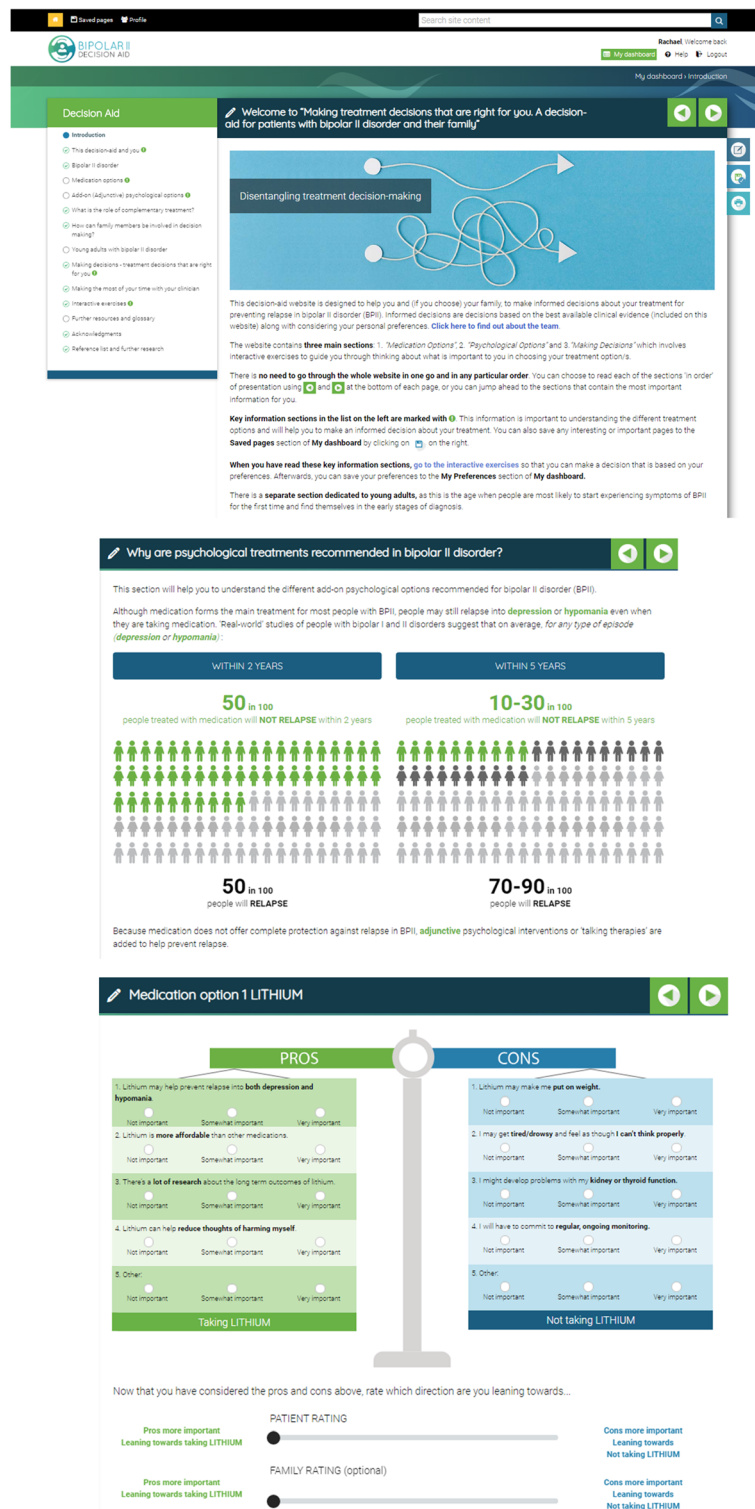 Saved pages Profile
Search site content
BIPOLAR II
DECISION AID
Rachael, Welcome back
My dashboard Help Logout
My dashboard › Introduction
Decision Aid
Introduction
This decision-aid and you
Bipolar II disorder
Medication options
Add-on (Adjunctive) psychological options
What is the role of complementary treatment?
How can family members be involved in decision
making?
Young adults with bipolar II disorder
Making decisions - treatment decisions that are right
for you
Making the most of your time with your clinician
Interactive exercises
Further resources and glossary
Acknowledgments
Reference list and further research
Welcome to "Making treatment decisions that are right for you. A decision-
aid for patients with bipolar II disorder and their family"
Disentangling treatment decision-making
This decision-aid website is designed to help you and (if you choose) your family, to make informed decisions about your treatment for
preventing relapse in bipolar II disorder (BPII). Informed decisions are decisions based on the best available clinical evidence (included on this
website) along with considering your personal preferences. Click here to find out about the team.
The website contains three main sections: 1. "Medication Options", 2. "Psychological Options" and 3. "Making Decisions" which involves
interactive exercises to guide you through thinking about what is important to you in choosing your treatment option/s.
There is no need to go through the whole website in one go and in any particular order. You can choose to read each of the sections 'in order'
of presentation using and at the bottom of each page, or you can jump ahead to the sections that contain the most important
information for you.
Key information sections in the list on the left are marked with . This information is important to understanding the different treatment
options and will help you to make an informed decision about your treatment. You can also save any interesting or important pages to the
Saved pages section of My dashboard by clicking on , on the right.
When you have read these key information sections, go to the interactive exercises so that you can make a decision that is based on your
preferences. Afterwards, you can save your preferences to the My Preferences section of My dashboard.
There is a separate section dedicated to young adults, as this is the age when people are most likely to start experiencing symptoms of BPII
for the first time and find themselves in the early stages of diagnosis.
Why are psychological treatments recommended in bipolar II disorder?
This section will help you to understand the different add-on psychological options recommended for bipolar II disorder (BPII).
Although medication forms the main treatment for most people with BPII, people may still relapse into depression or hypomania even when
they are taking medication. 'Real-world' studies of people with bipolar I and II disorders suggest that on average, for any type of episode
(depression or hypomania) :
WITHIN 2 YEARS
50 in 100
people treated with medication will NOT RELAPSE within 2 years
50 in 100
people will RELAPSE
WITHIN 5 YEARS
10-30 in 100
people treated with medication will NOT RELAPSE within 5 years
70-90 in 100
people will RELAPSE
Because medication does not offer complete protection against relapse in BPII, adjunctive psychological interventions or 'talking therapies' are
added to help prevent relapse.
Medication option 1 LITHIUM
PROS
1. Lithium may help prevent relapse into both depression and
hypomania.
Not important Somewhat important Very important
2. Lithium is more affordable than other medications.
Not important Somewhat important Very important
3. There's a lot of research about the long term outcomes of lithium.
Not important Somewhat important Very important
4. Lithium can help reduce thoughts of harming myself.
Not important Somewhat important Very important
5. Other:
Not important Somewhat important Very important
Taking LITHIUM
CONS
1. Lithium may make me put on weight.
Not important Somewhat important Very important
2. I may get tired/drowsy and feel as though I can't think properly.
Not important Somewhat important Very important
3. I might develop problems with my kidney or thyroid function.
Not important Somewhat important Very important
4. I will have to commit to regular, ongoing monitoring.
Not important Somewhat important Very important
5. Other:
Not important Somewhat important Very important
Not taking LITHIUM
Now that you have considered the pros and cons above, rate which direction are you leaning towards...
PATIENT RATING
Pros more important
Leaning towards taking LITHIUM
Cons more important
Leaning towards
Not taking LITHIUM
FAMILY RATING (optional)
Pros more important
Leaning towards taking LITHIUM
Cons more important
Leaning towards
Not taking LITHIUM